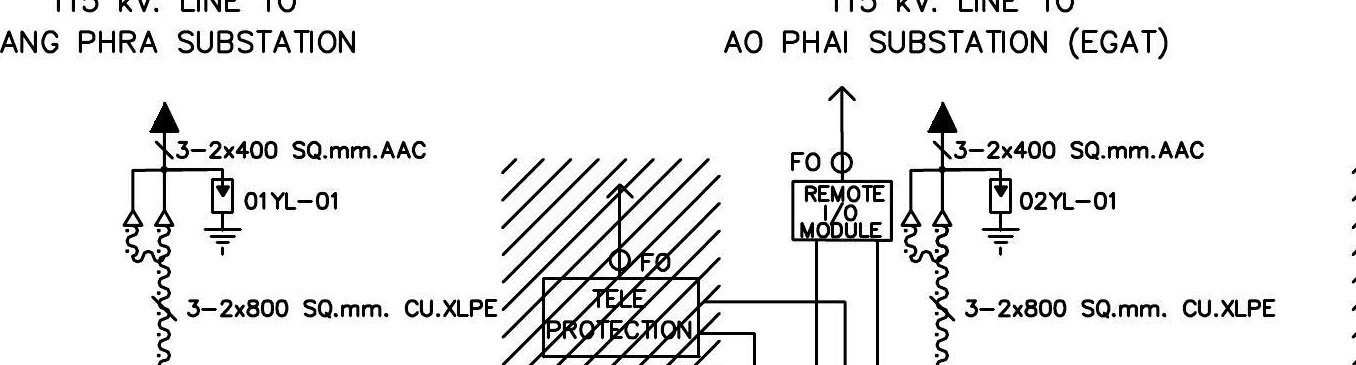 115 kV. LINE TO
ANG PHRA SUBSTATION
3-2x400 SQ.mm.AAC
01YL-01
3-2x800 SQ.mm. CU.XLPE
FO
TELE
PROTECTION
115 kV. LINE TO
AO PHAI SUBSTATION (EGAT)
FO
REMOTE
I/O
MODULE
3-2x400 SQ.mm.AAC
02YL-01
3-2x800 SQ.mm. CU.XLPE